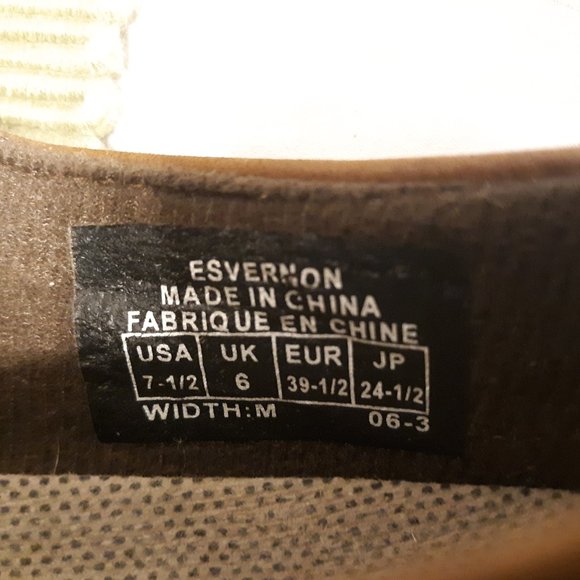 ESVERNON
MADE IN CHINA
FABRIQUE EN CHINE
USA UK EUR JP
7-1/2 6 39-1/2 24-1/2
WIDTH:M 06-3